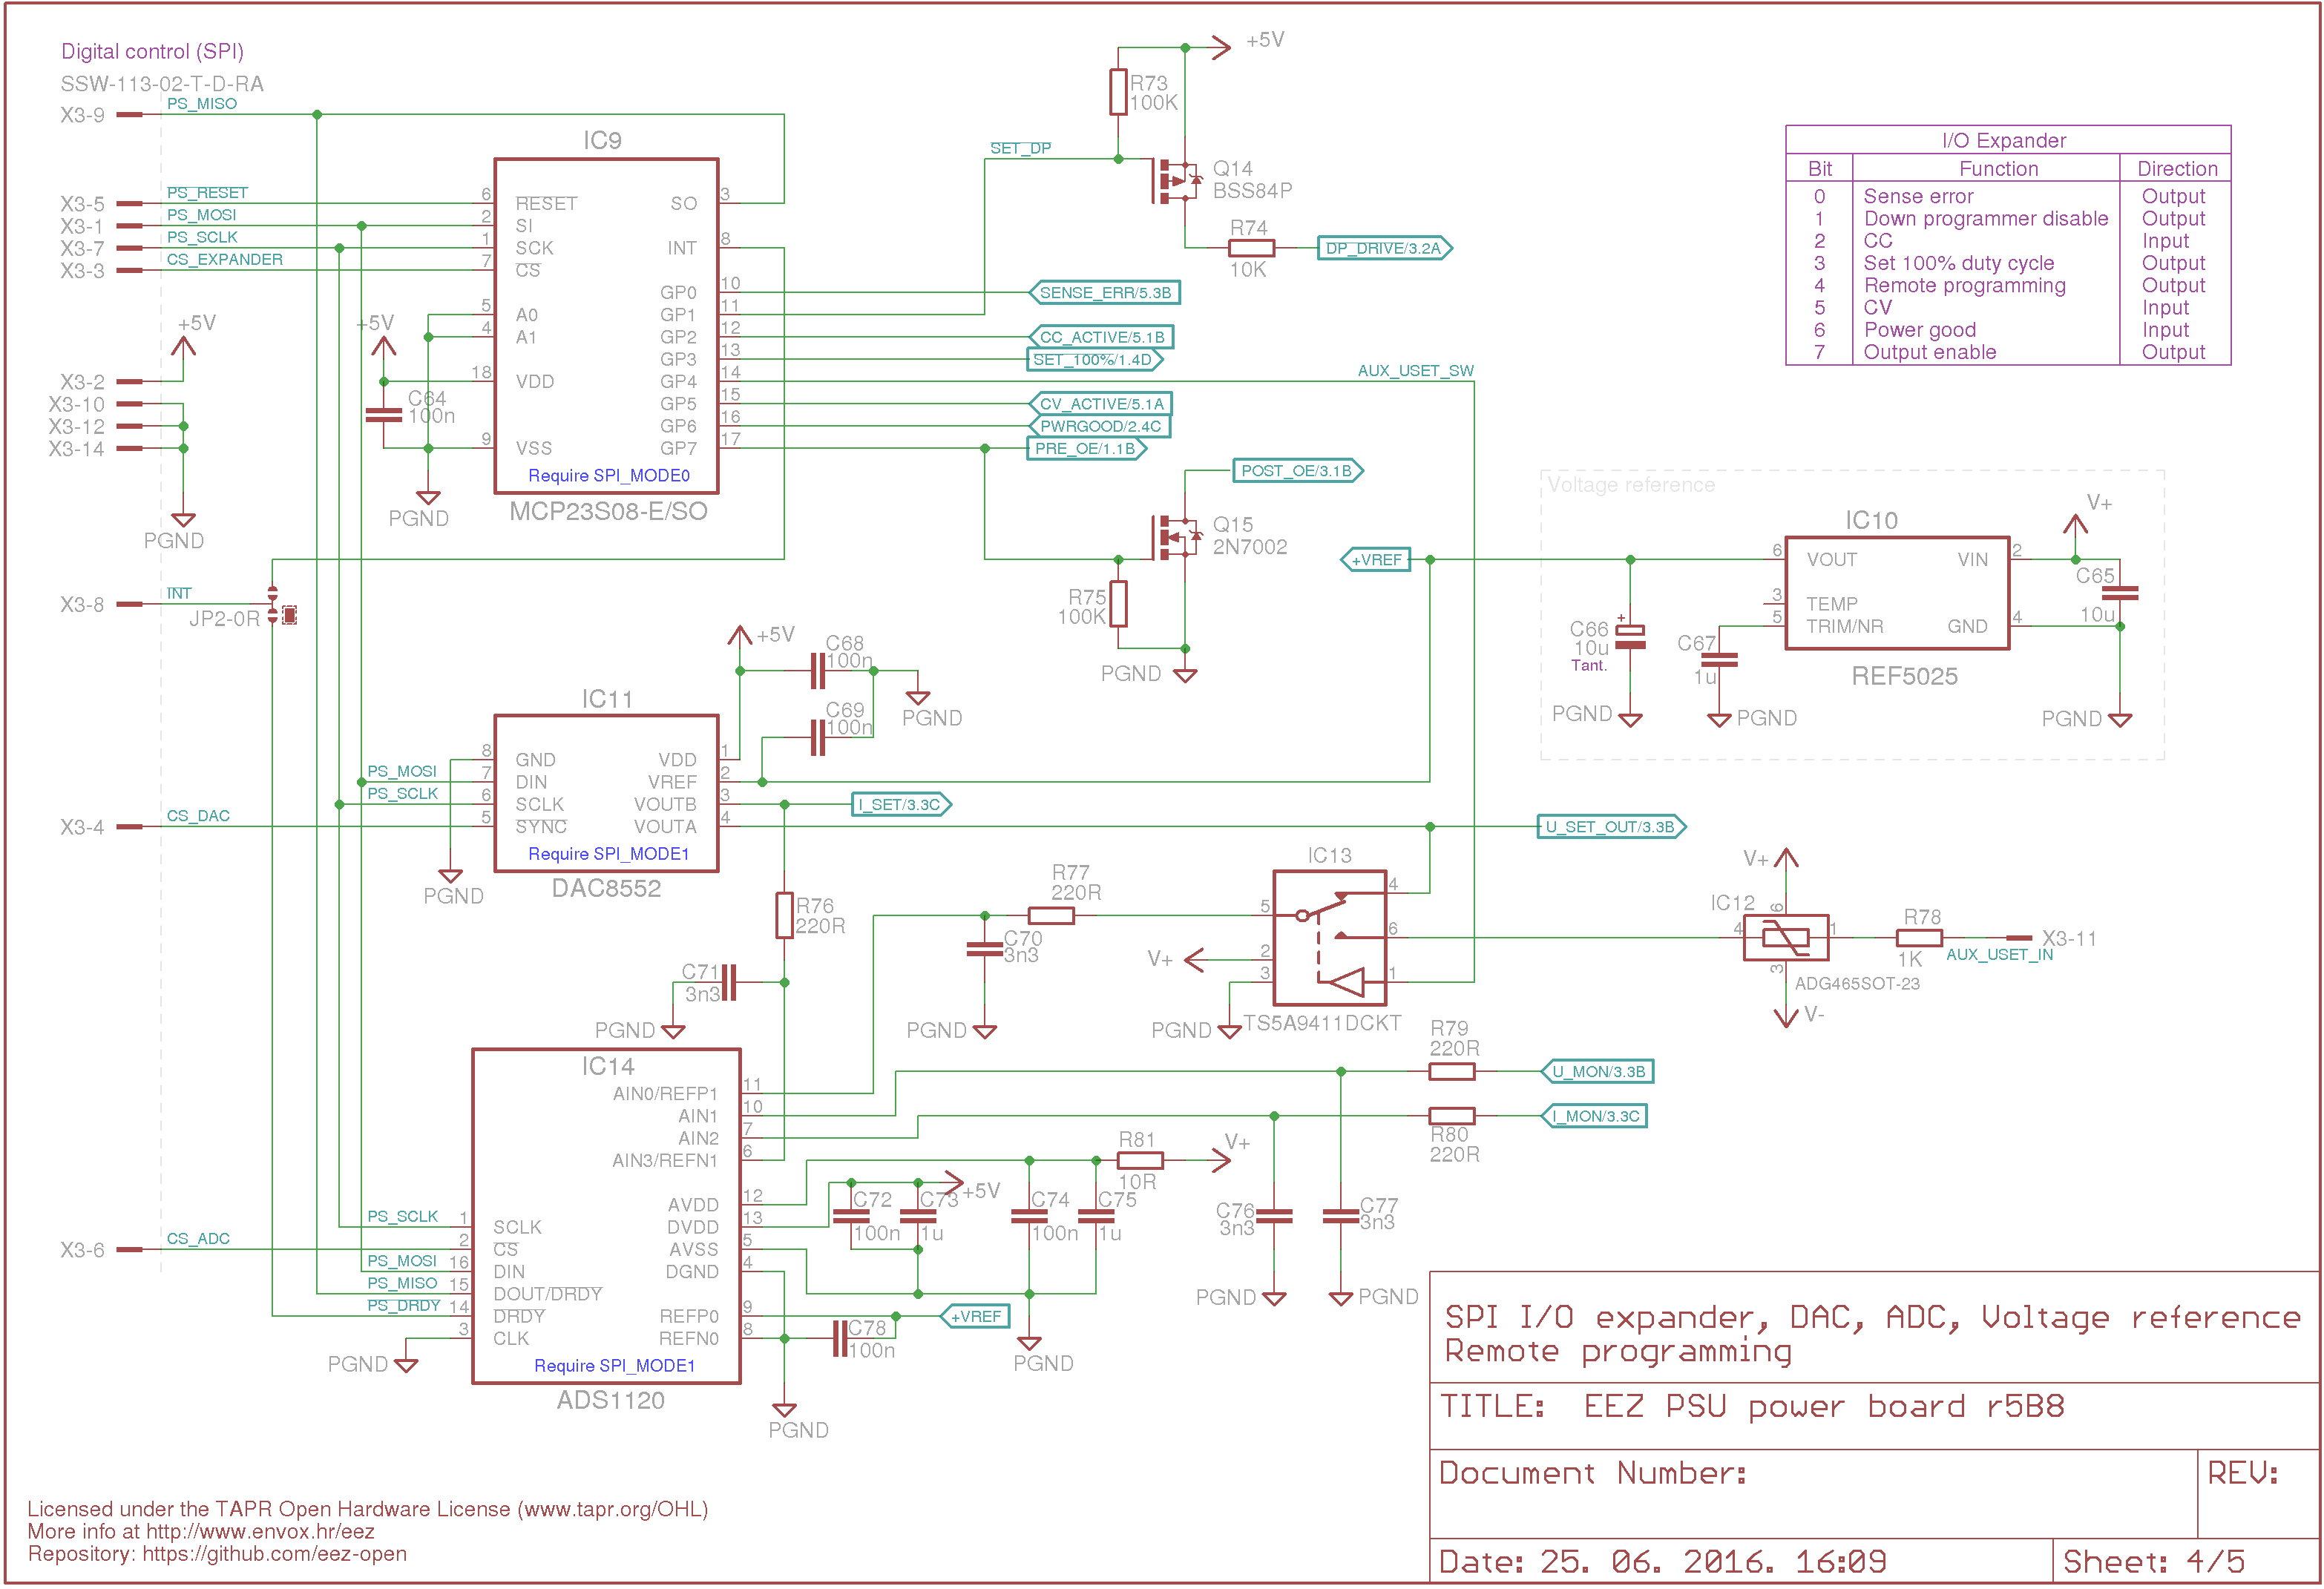 Digital control (SPI)
SSW-113-02-T-D-RA
X3-9
PS_MISO
X3-5
PS_RESET
X3-1
PS_MOSI
X3-7
PS_SCLK
X3-3
CS_EXPANDER
+5V
X3-2
X3-10
X3-12
X3-14
PGND
+5V
C64
100n
PGND
IC9
6 RESET
2 SI
1 SCK
7 CS
5 A0
4 A1
18 VDD
9 VSS
SO 3
INT 8
GP0 10
GP1 11
GP2 12
GP3 13
GP4 14
GP5 15
GP6 16
GP7 17
Require SPI_MODE0
MCP23S08-E/SO
SET_DP
R73
100K
+5V
Q14
BSS84P
R74
10K
DP_DRIVE/3.2A
SENSE_ERR/5.3B
CC_ACTIVE/5.1B
SET_100%/1.4D
AUX_USET_SW
CV_ACTIVE/5.1A
PWRGOOD/2.4C
PRE_OE/1.1B
POST_OE/3.1B
Q15
2N7002
R75
100K
PGND
I/O Expander
Bit Function Direction
0 Sense error Output
1 Down programmer disable Output
2 CC Input
3 Set 100% duty cycle Output
4 Remote programming Output
5 CV Input
6 Power good Input
7 Output enable Output
Voltage reference
+VREF
IC10
6 VOUT
3 TEMP
5 TRIM/NR
VIN 2
GND 4
REF5025
V+
C65
10u
C66
10u
Tant.
+
C67
1u
PGND
PGND
PGND
X3-8
INT
JP2-0R
+5V
C68
100n
C69
100n
PGND
IC11
8 GND
7 DIN
6 SCLK
5 SYNC
VDD 1
VREF 2
VOUTB 3
VOUTA 4
Require SPI_MODE1
DAC8552
PS_MOSI
PS_SCLK
X3-4
CS_DAC
PGND
I_SET/3.3C
U_SET_OUT/3.3B
R76
220R
C71
3n3
PGND
R77
220R
C70
3n3
PGND
IC13
5
2
3
4
6
1
V+
PGND
TS5A9411DCKT
V+
IC12
6
4
1
3
ADG465SOT-23
V-
R78
1K
X3-11
AUX_USET_IN
R79
220R
U_MON/3.3B
R80
220R
I_MON/3.3C
C76
3n3
C77
3n3
PGND
PGND
IC14
1 SCLK
2 CS
16 DIN
15 DOUT/DRDY
14 DRDY
3 CLK
AIN0/REFP1 11
AIN1 10
AIN2 7
AIN3/REFN1 6
AVDD 12
DVDD 13
AVSS 5
DGND 4
REFP0 9
REFN0 8
Require SPI_MODE1
ADS1120
PS_SCLK
X3-6
CS_ADC
PS_MOSI
PS_MISO
PS_DRDY
PGND
C72
100n
C73
1u
+5V
C74
100n
C75
1u
R81
10R
V+
C78
100n
+VREF
PGND
PGND
SPI I/O expander, DAC, ADC, Voltage reference
Remote programming
TITLE: EEZ PSU power board r5B8
Document Number:
REV:
Date: 25. 06. 2016. 16:09
Sheet: 4/5
Licensed under the TAPR Open Hardware License (www.tapr.org/OHL)
More info at http://www.envox.hr/eez
Repository: https://github.com/eez-open